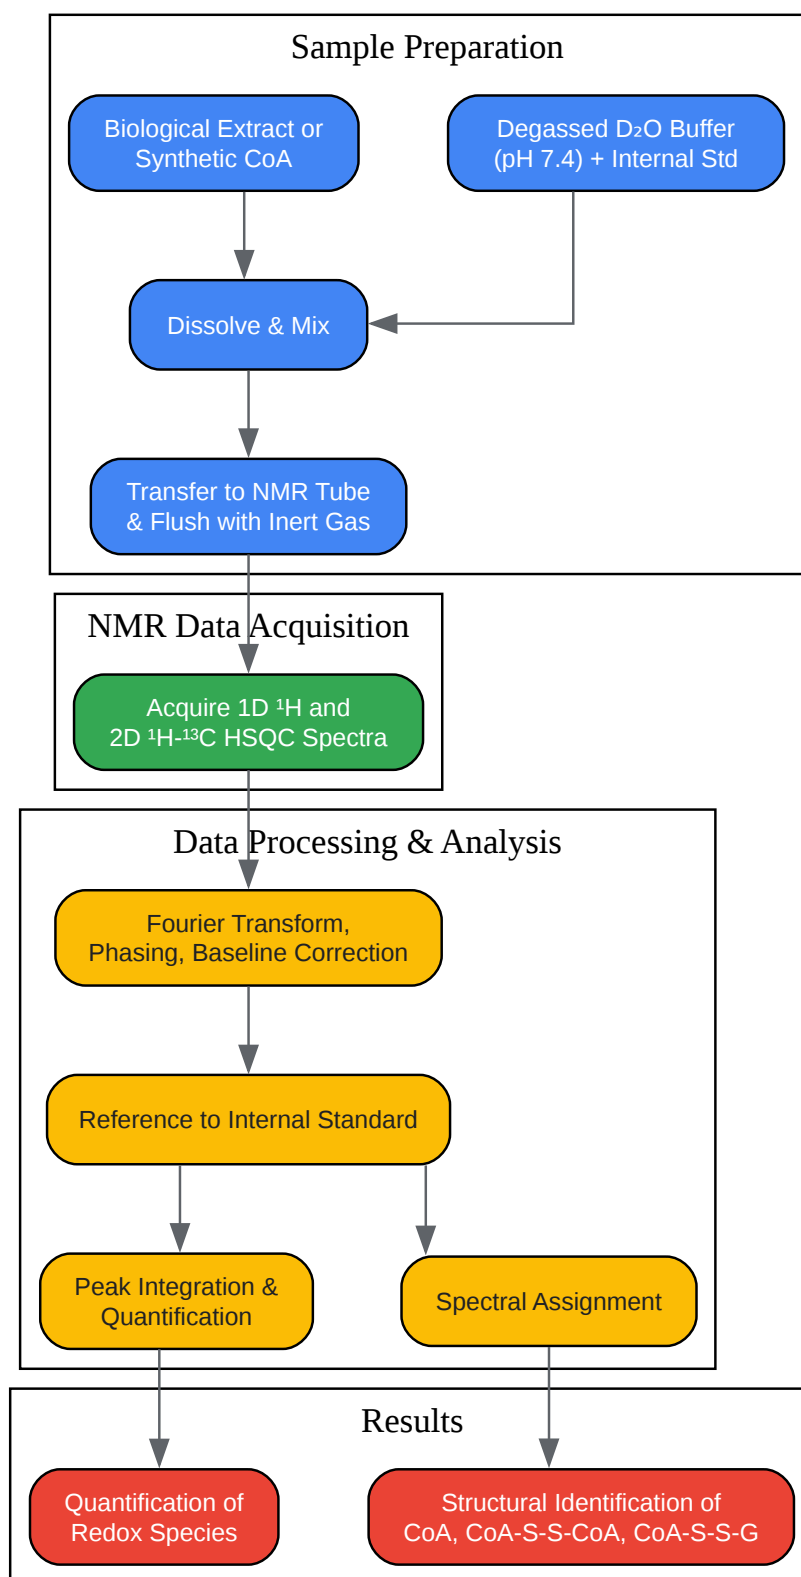 Sample Preparation
Biological Extract or
Synthetic CoA
Degassed D₂O Buffer
(pH 7.4) + Internal Std
Dissolve & Mix
Transfer to NMR Tube
& Flush with Inert Gas
NMR Data Acquisition
Acquire 1D ¹H and
2D ¹H-¹³C HSQC Spectra
Data Processing & Analysis
Fourier Transform,
Phasing, Baseline Correction
Reference to Internal Standard
Peak Integration &
Quantification
Spectral Assignment
Results
Quantification of
Redox Species
Structural Identification of
CoA, CoA-S-S-CoA, CoA-S-S-G